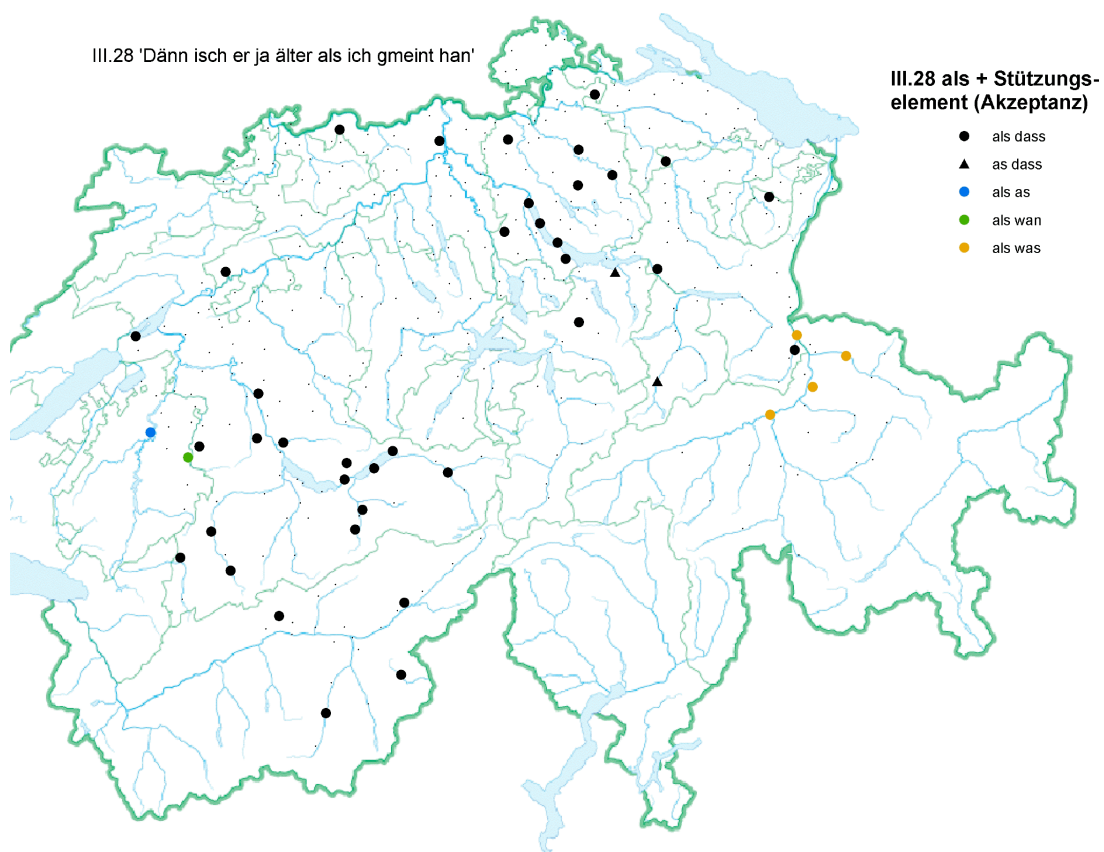 III.28 'Dänn isch er ja älter als ich gmeint han'
III.28 als + Stützungs-
element (Akzeptanz)
als dass
as dass
als as
als wan
als was